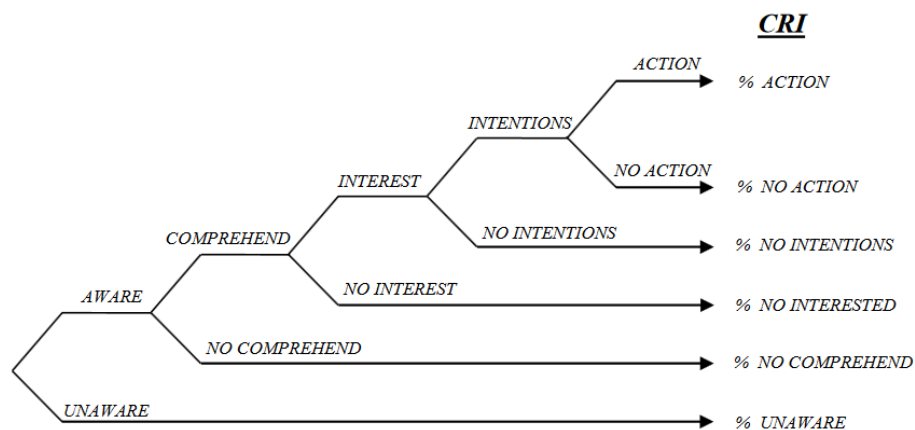 CRI
ACTION
% ACTION
INTENTIONS
NO ACTION
% NO ACTION
INTEREST
NO INTENTIONS
% NO INTENTIONS
COMPREHEND
NO INTEREST
% NO INTERESTED
AWARE
NO COMPREHEND
% NO COMPREHEND
UNAWARE
% UNAWARE